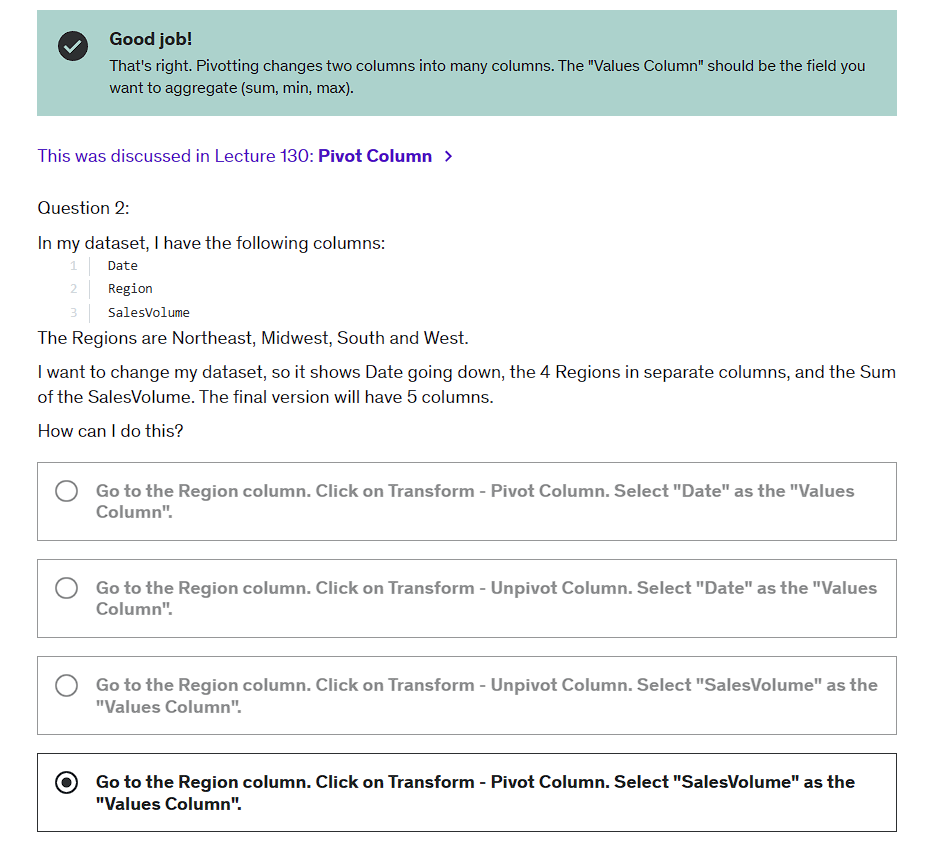 Good job!
That's right. Pivotting changes two columns into many columns. The "Values Column" should be the field you
want to aggregate (sum, min, max).
This was discussed in Lecture 130: Pivot Column >
Question 2:
In my dataset, I have the following columns:
1 Date
2 Region
3 SalesVolume
The Regions are Northeast, Midwest, South and West.
I want to change my dataset, so it shows Date going down, the 4 Regions in separate columns, and the Sum
of the SalesVolume. The final version will have 5 columns.
How can I do this?
Go to the Region column. Click on Transform - Pivot Column. Select "Date" as the "Values
Column".
Go to the Region column. Click on Transform - Unpivot Column. Select "Date" as the "Values
Column".
Go to the Region column. Click on Transform - Unpivot Column. Select "SalesVolume" as the
"Values Column".
Go to the Region column. Click on Transform - Pivot Column. Select "SalesVolume" as the
"Values Column".